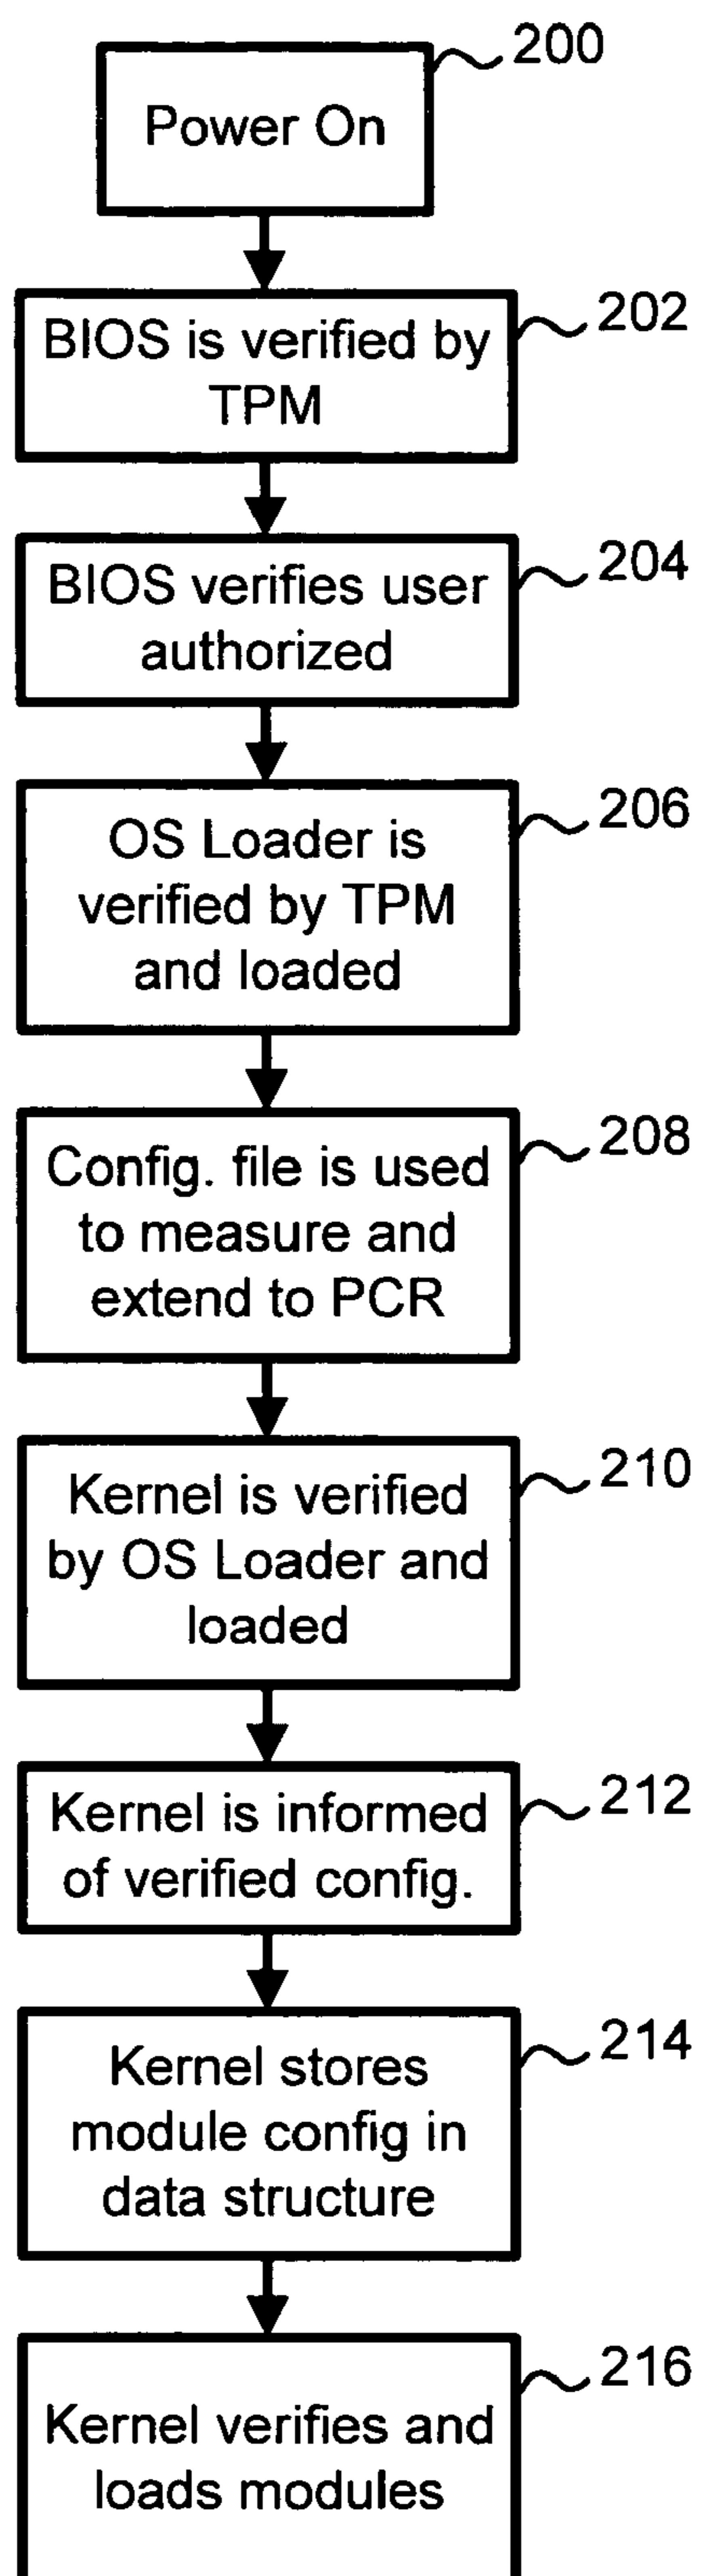 200
Power On
202
BIOS is verified by
TPM
204
BIOS verifies user
authorized
206
OS Loader is
verified by TPM
and loaded
208
Config. file is used
to measure and
extend to PCR
210
Kernel is verified
by OS Loader and
loaded
212
Kernel is informed
of verified config.
214
Kernel stores
module config in
data structure
216
Kernel verifies and
loads modules